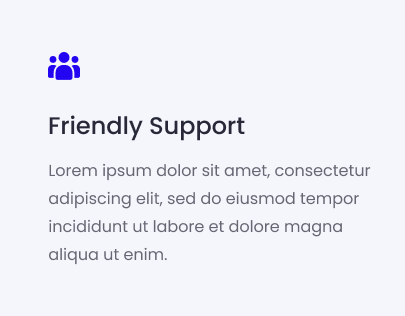 Friendly Support
Lorem ipsum dolor sit amet, consectetur
adipiscing elit, sed do eiusmod tempor
incididunt ut labore et dolore magna
aliqua ut enim.